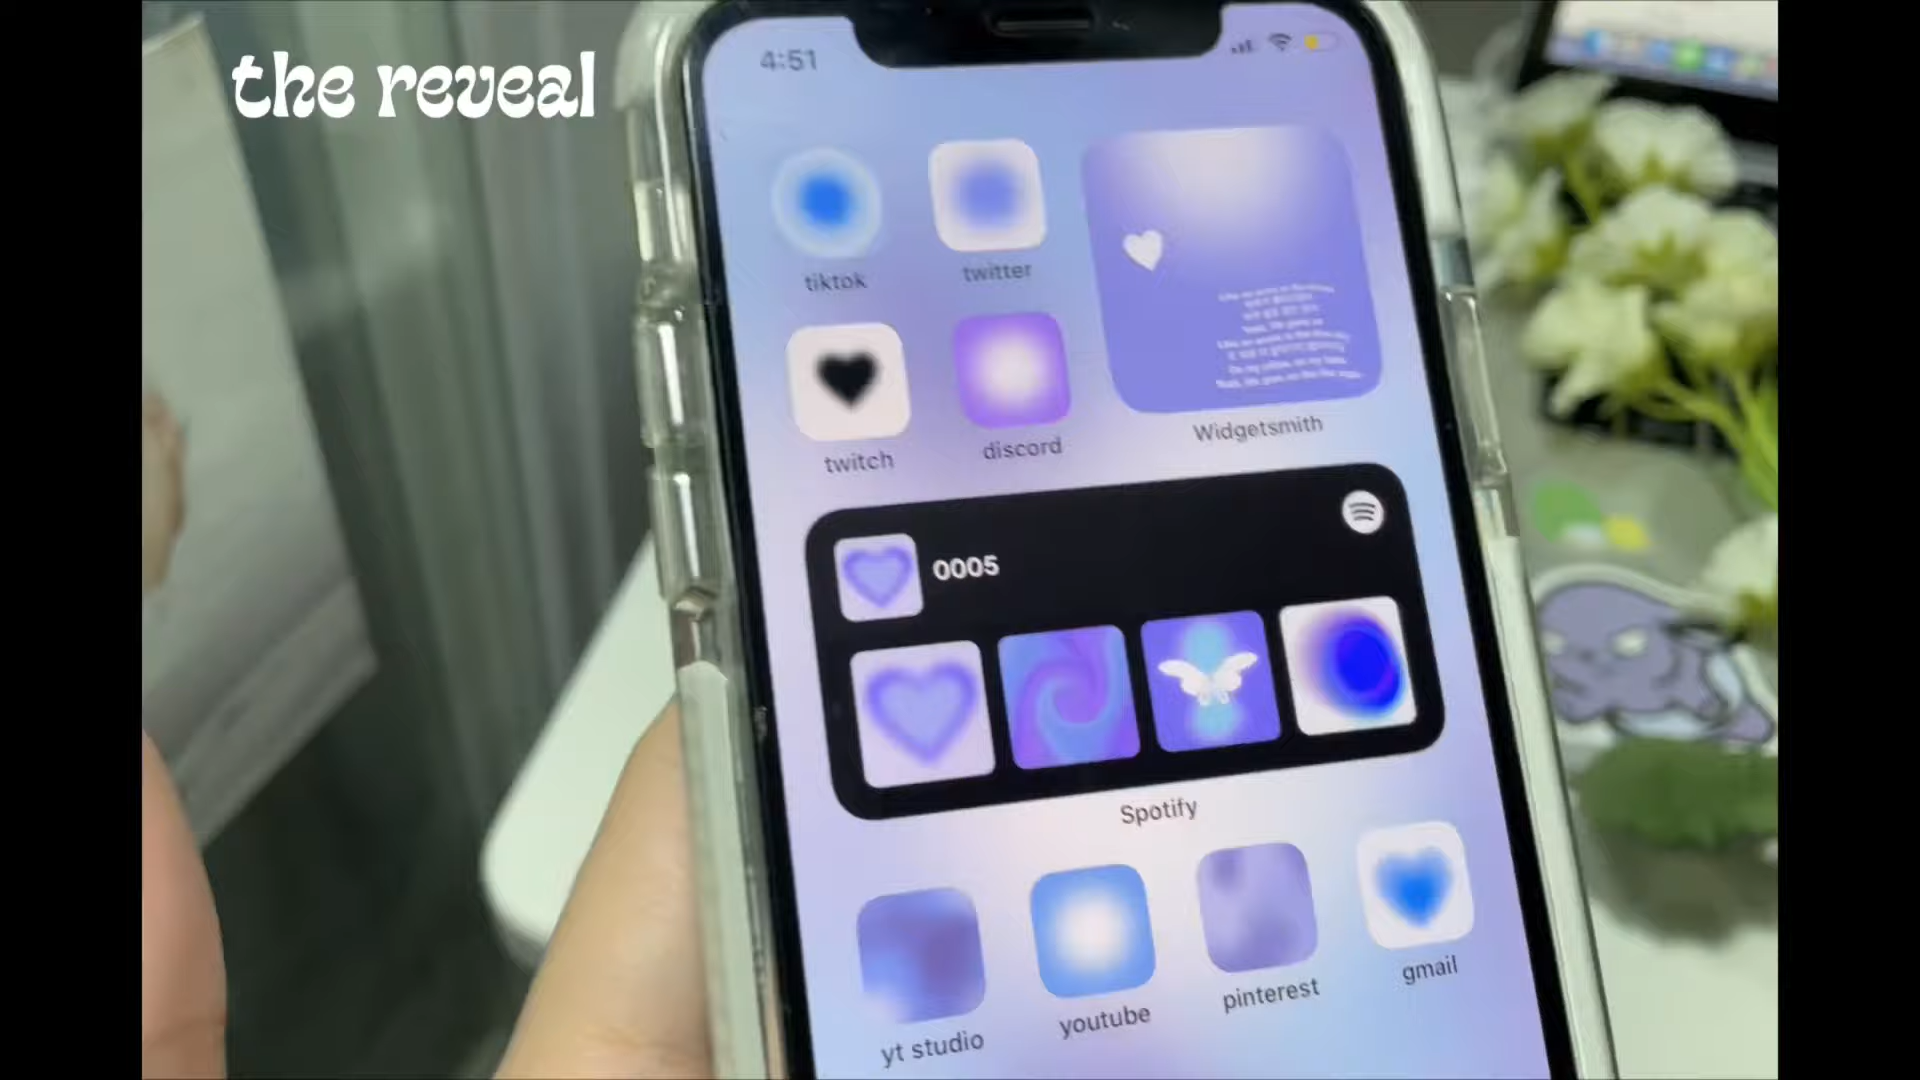 the reveal
4:51
tiktok
twitter
twitch
discord
Widgetsmith
0005
Spotify
yt studio
youtube
pinterest
gmail